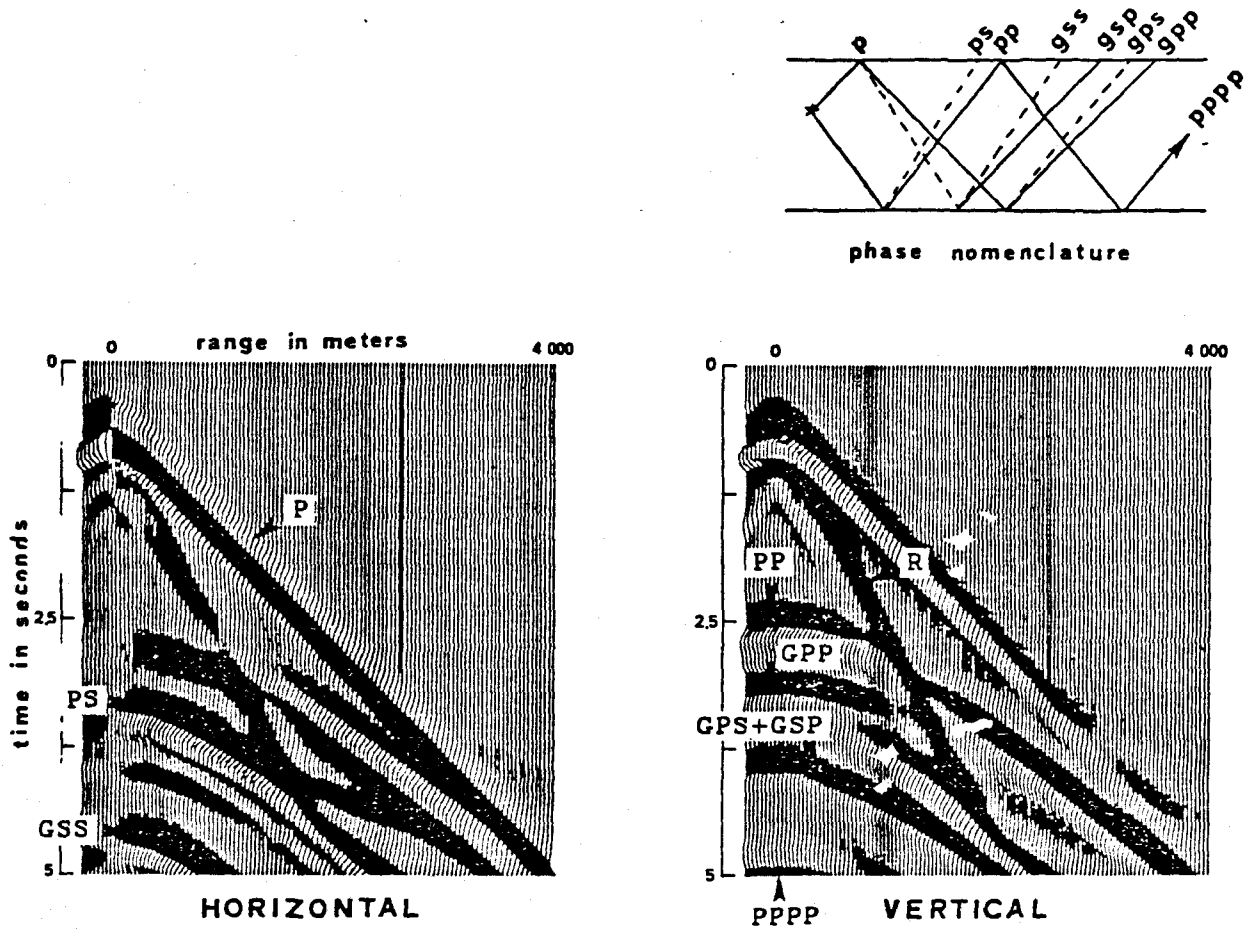 p ps pp gss gsp gps gpp
pppp
phase nomenclature
0 range in meters 4 000
0
2.5
5
time in seconds
P
PS
GSS
HORIZONTAL
0 4 000
0
2,5
5
PP
R
GPP
GPS+GSP
PPPP
VERTICAL